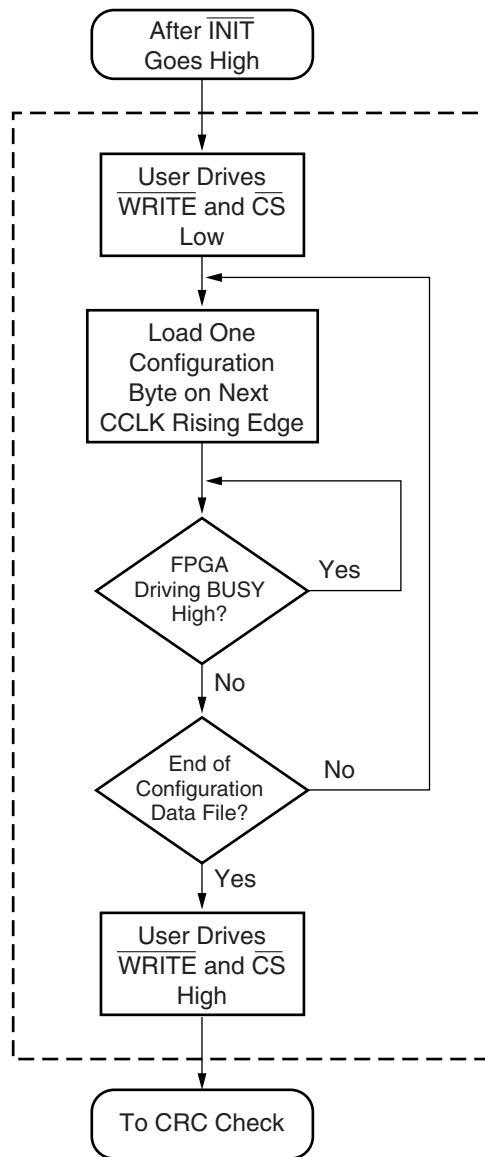 After INIT
Goes High
User Drives
WRITE and CS
Low
Load One
Configuration
Byte on Next
CCLK Rising Edge
FPGA
Driving BUSY
High?
Yes
No
End of
Configuration
Data File?
No
Yes
User Drives
WRITE and CS
High
To CRC Check